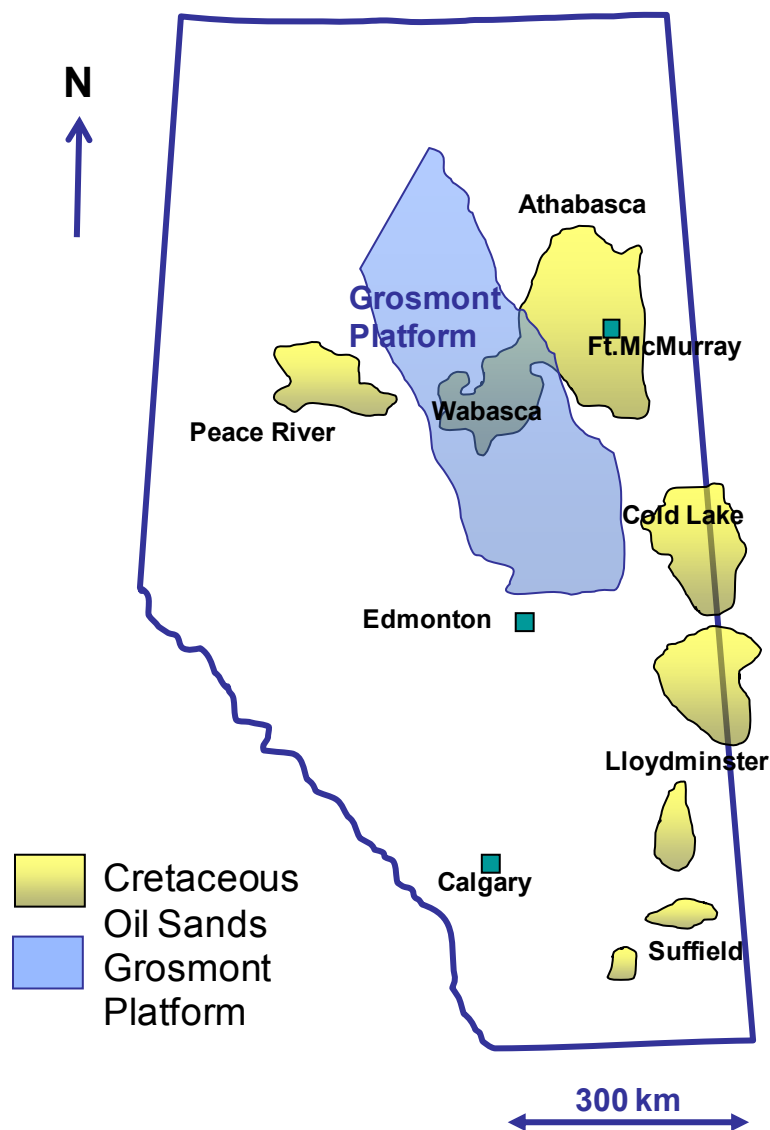 N
Athabasca
Grosmont
Platform
Ft.McMurray
Wabasca
Peace River
Cold Lake
Edmonton
Lloydminster
Calgary
Suffield
Cretaceous
Oil Sands
Grosmont
Platform
300 km